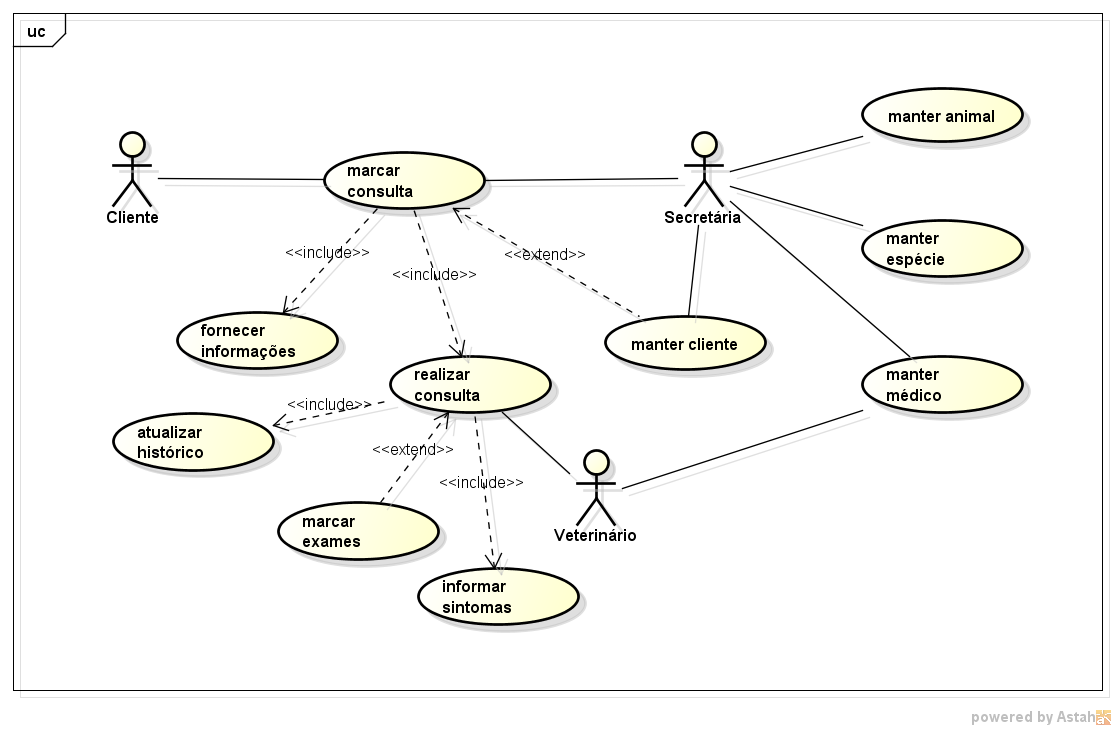 uc
manter animal
marcar
consulta
Cliente
Secretária
manter
espécie
<<include>>
<<include>>
<<extend>>
fornecer
informações
manter cliente
realizar
consulta
manter
médico
<<include>>
atualizar
histórico
<<extend>>
<<include>>
marcar
exames
Veterinário
informar
sintomas
powered by Astah